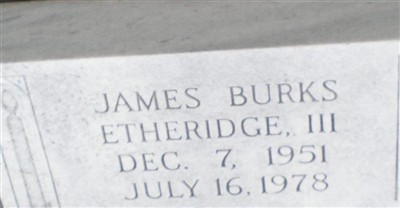 JAMES BURKS
ETHERIDGE, III
DEC. 7, 1951
JULY 16, 1978